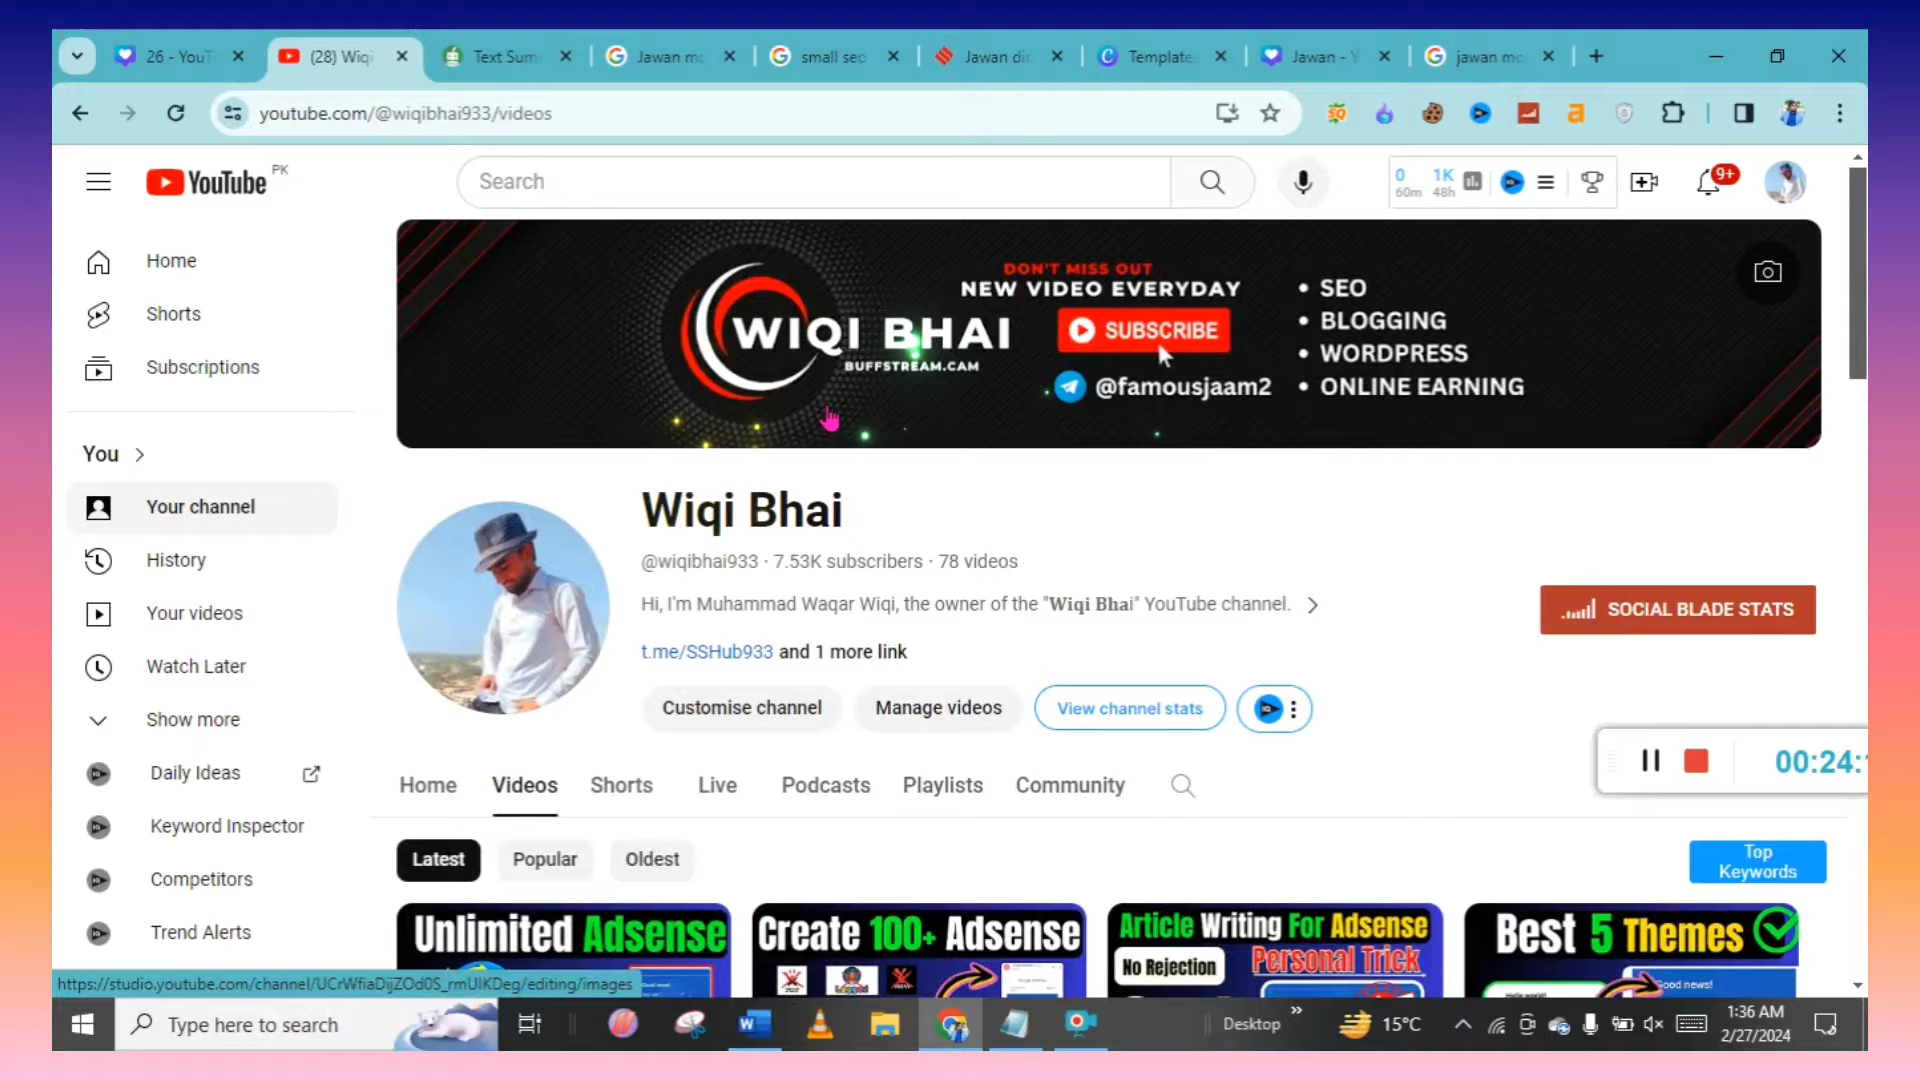 26 - YouT
(28) Wiqi
Text Sum
Jawan mo
small seo
Jawan dir
Template
Jawan - Y
jawan mo
youtube.com/@wiqibhai933/videos
YouTube PK
Search
0 1K
60m 48h
9+
Home
Shorts
Subscriptions
You
Your channel
History
Your videos
Watch Later
Show more
Daily Ideas
Keyword Inspector
Competitors
Trend Alerts
WIQI BHAI
BUFFSTREAM.CAM
DON'T MISS OUT
NEW VIDEO EVERYDAY
SUBSCRIBE
@famousjaam2
• SEO
• BLOGGING
• WORDPRESS
• ONLINE EARNING
Wiqi Bhai
@wiqibhai933 · 7.53K subscribers · 78 videos
Hi, I'm Muhammad Waqar Wiqi, the owner of the "Wiqi Bhai" YouTube channel.
t.me/SSHub933 and 1 more link
SOCIAL BLADE STATS
Customise channel
Manage videos
View channel stats
00:24:
Home
Videos
Shorts
Live
Podcasts
Playlists
Community
Latest
Popular
Oldest
Top
Keywords
Unlimited Adsense
Create 100+ Adsense
Article Writing For Adsense
No Rejection
Personal Trick
Best 5 Themes
Good news!
https://studio.youtube.com/channel/UCrWfiaDijZOd0S_rmUIKDeg/editing/images
Type here to search
Desktop
15°C
1:36 AM
2/27/2024